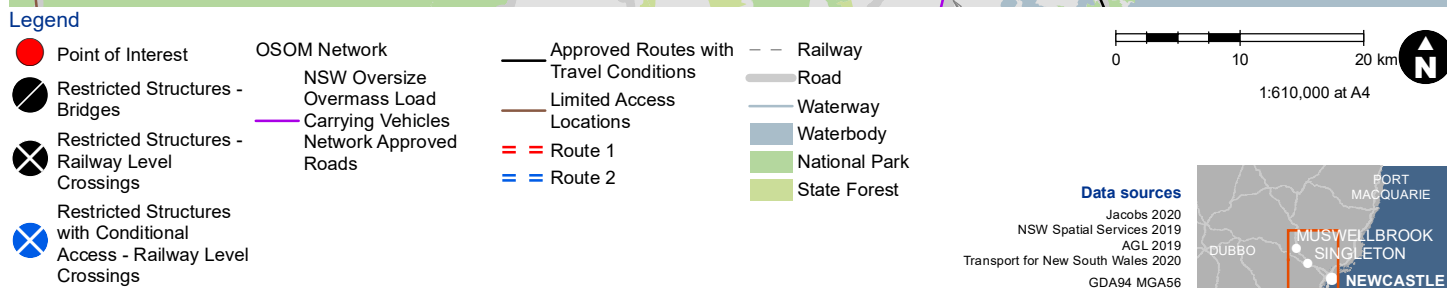 Legend
Point of Interest
Restricted Structures -
Bridges
Restricted Structures -
Railway Level
Crossings
Restricted Structures
with Conditional
Access - Railway Level
Crossings
OSOM Network
NSW Oversize
Overmass Load
Carrying Vehicles
Network Approved
Roads
Approved Routes with
Travel Conditions
Limited Access
Locations
Route 1
Route 2
Railway
Road
Waterway
Waterbody
National Park
State Forest
0 10 20 km
N
1:610,000 at A4
Data sources
Jacobs 2020
NSW Spatial Services 2019
AGL 2019
Transport for New South Wales 2020
GDA94 MGA56
PORT
MACQUARIE
MUSWELLBROOK
DUBBO
SINGLETON
NEWCASTLE